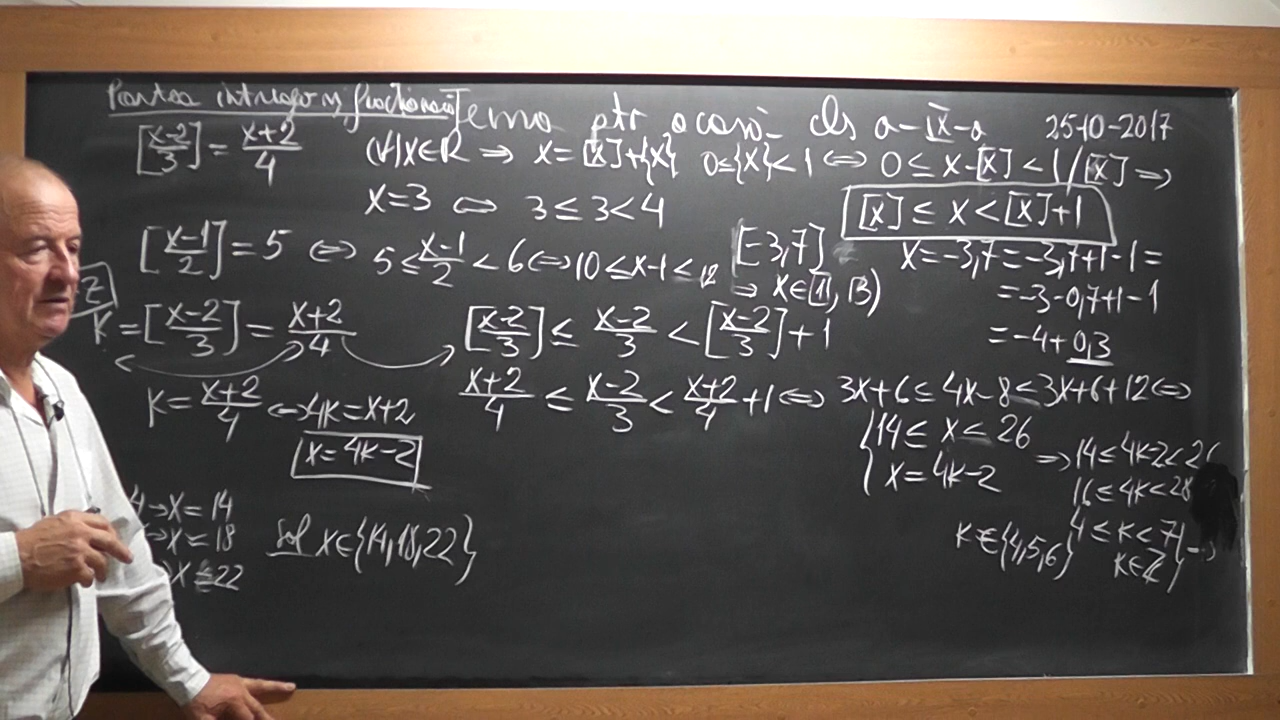 Partea întreagă și fracționară Temă ptr acasă cls a-IX-a 25-10-2017
[x-2/3] = x+2/4 (∀)x∈R ⇒ x=[x]+{x} 0≤{x}<1 ⇔ 0 ≤ x-[x] < 1 /[x] ⇒
x=3 ⇔ 3 ≤ 3 < 4 [x] ≤ x < [x]+1
[x-1/2] = 5 ⇔ 5 ≤ x-1/2 < 6 ⇔ 10 ≤ x-1 < 12 [-3,7]
⇒ x∈[11, 13)
x = -3,7 = -3,7+1-1 =
= -3-0,7+1-1
= -4+0,3
Z
K = [x-2/3] = x+2/4 [x-2/3] ≤ x-2/3 < [x-2/3]+1
K = x+2/4 ⇔ 4K = x+2 x+2/4 ≤ x-2/3 < x+2/4 +1 ⇔ 3x+6 ≤ 4x-8 < 3x+6+12 ⇔
x = 4K-2
{ 14 ≤ x < 26
x = 4K-2 ⇒ 14 ≤ 4K-2 < 26
16 ≤ 4K < 28
4 ≤ K < 7
K∈Z
K∈{4,5,6}
4 → x=14
→ x=18
x=22
Sol x∈{14,18,22}